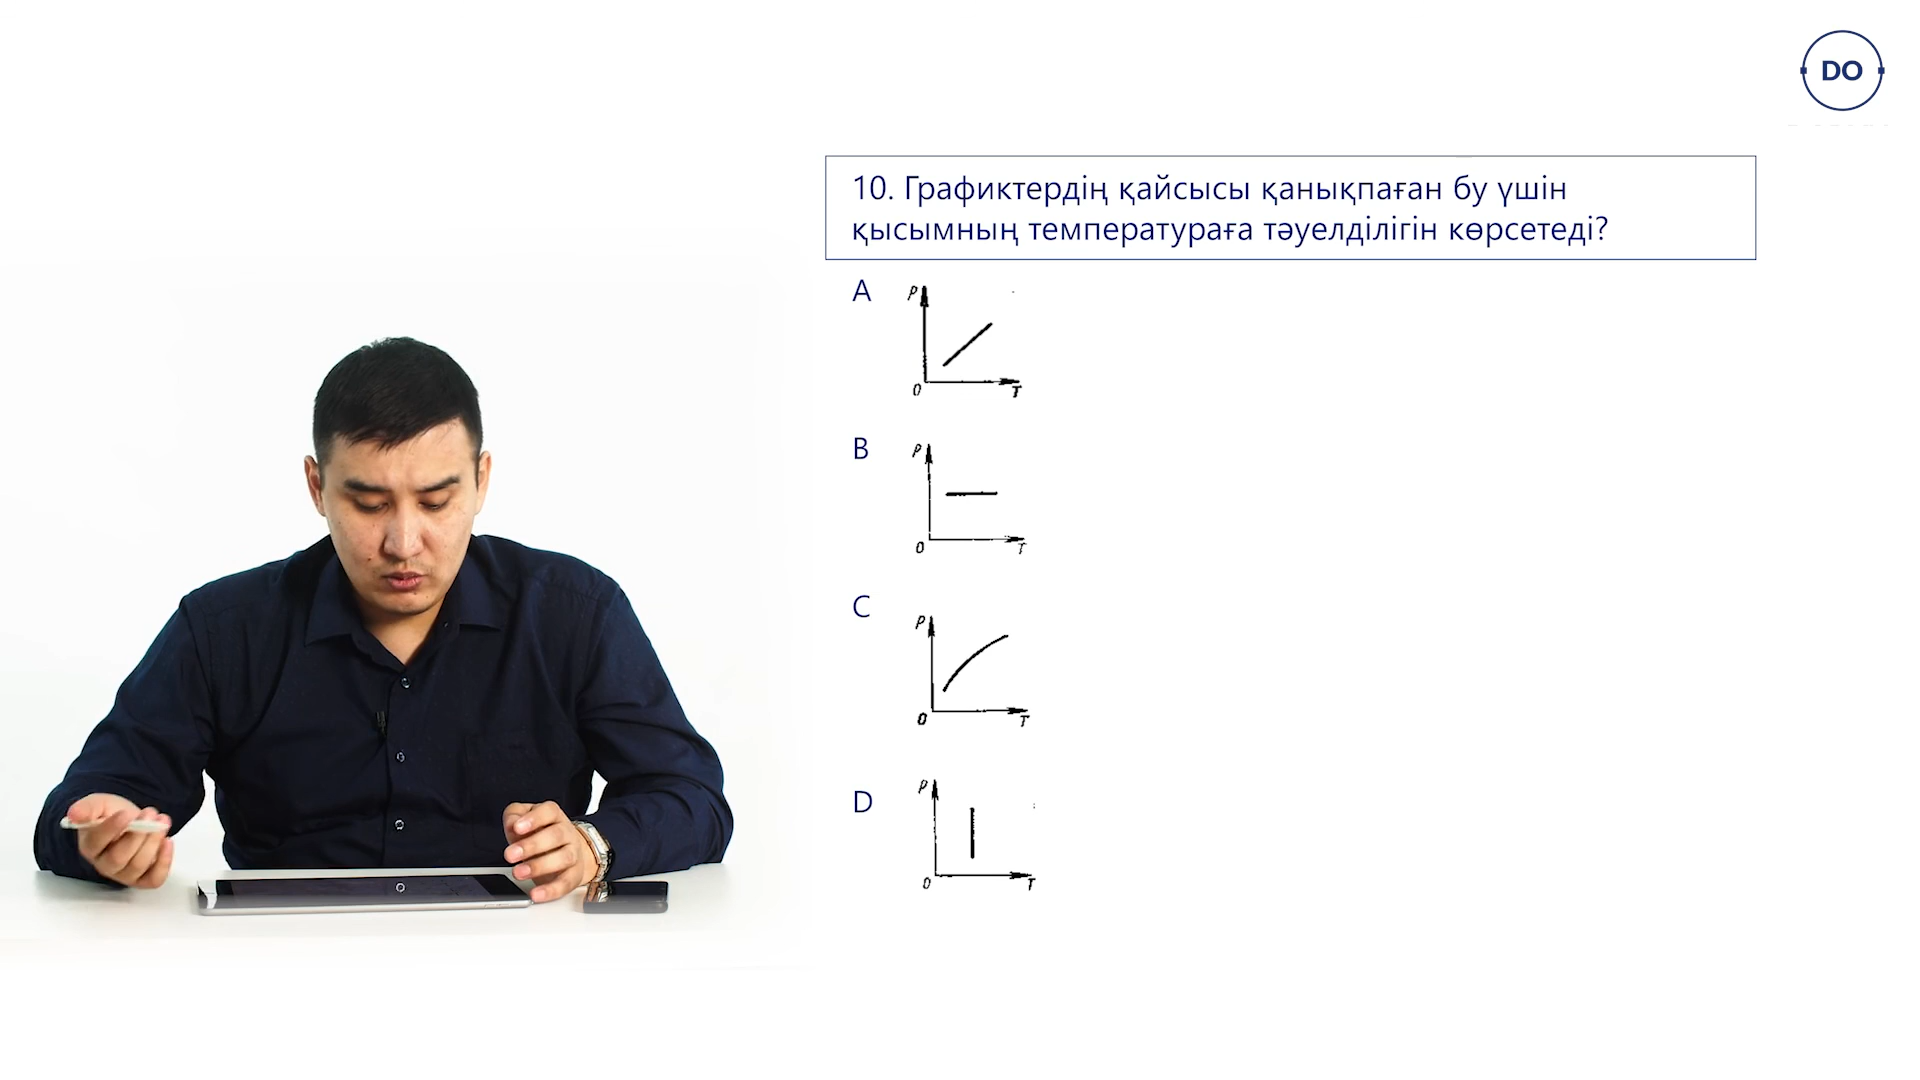 DO
10. Графиктердің қайсысы қанықпаған бу үшін
қысымның температураға тәуелділігін көрсетеді?
A
P
0
T
B
P
0
T
C
P
0
T
D
P
0
T